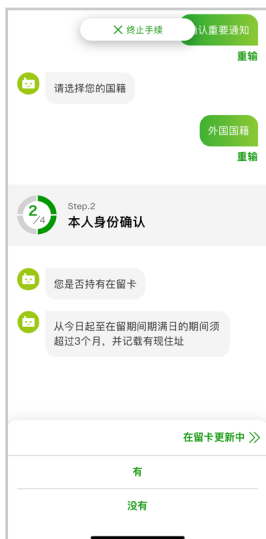 终止手续
认重要通知
重输
请选择您的国籍
外国国籍
重输
2/4
Step.2
本人身份确认
您是否持有在留卡
从今日起至在留期间期满日的期间须
超过3个月，并记载有现住址
在留卡更新中
有
没有